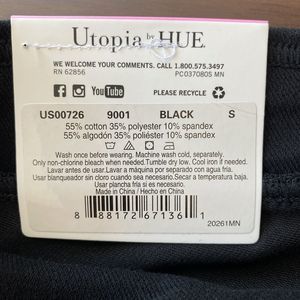 Utopia by HUE.
WE WELCOME YOUR COMMENTS. CALL 1.800.575.3497
RN 62856 PC037080S MN
f You Tube PLEASE RECYCLE
US00726 9001 BLACK S
55% cotton 35% polyester 10% spandex
55% algodón 35% poliéster 10% spandex
Wash once before wearing. Machine wash cold, separately.
Only non-chlorine bleach when needed. Tumble dry low. Cool iron if needed.
Lavar antes de usar. Lavar a máquina por separado en agua fría.
Usar blanqueador sin cloro cuando sea necesario. Secar a temperatura baja.
Usar plancha fría si es necesario.
Made in China / Hecho en China
8 88172 67136 1
20261MN